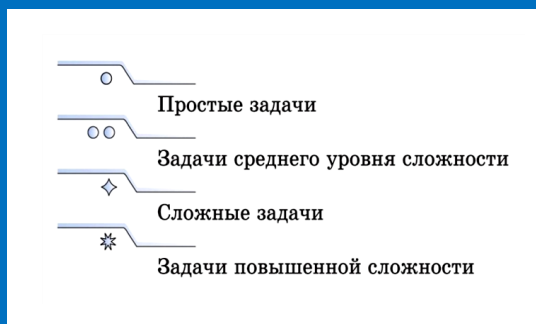 Простые задачи
Задачи среднего уровня сложности
Сложные задачи
Задачи повышенной сложности